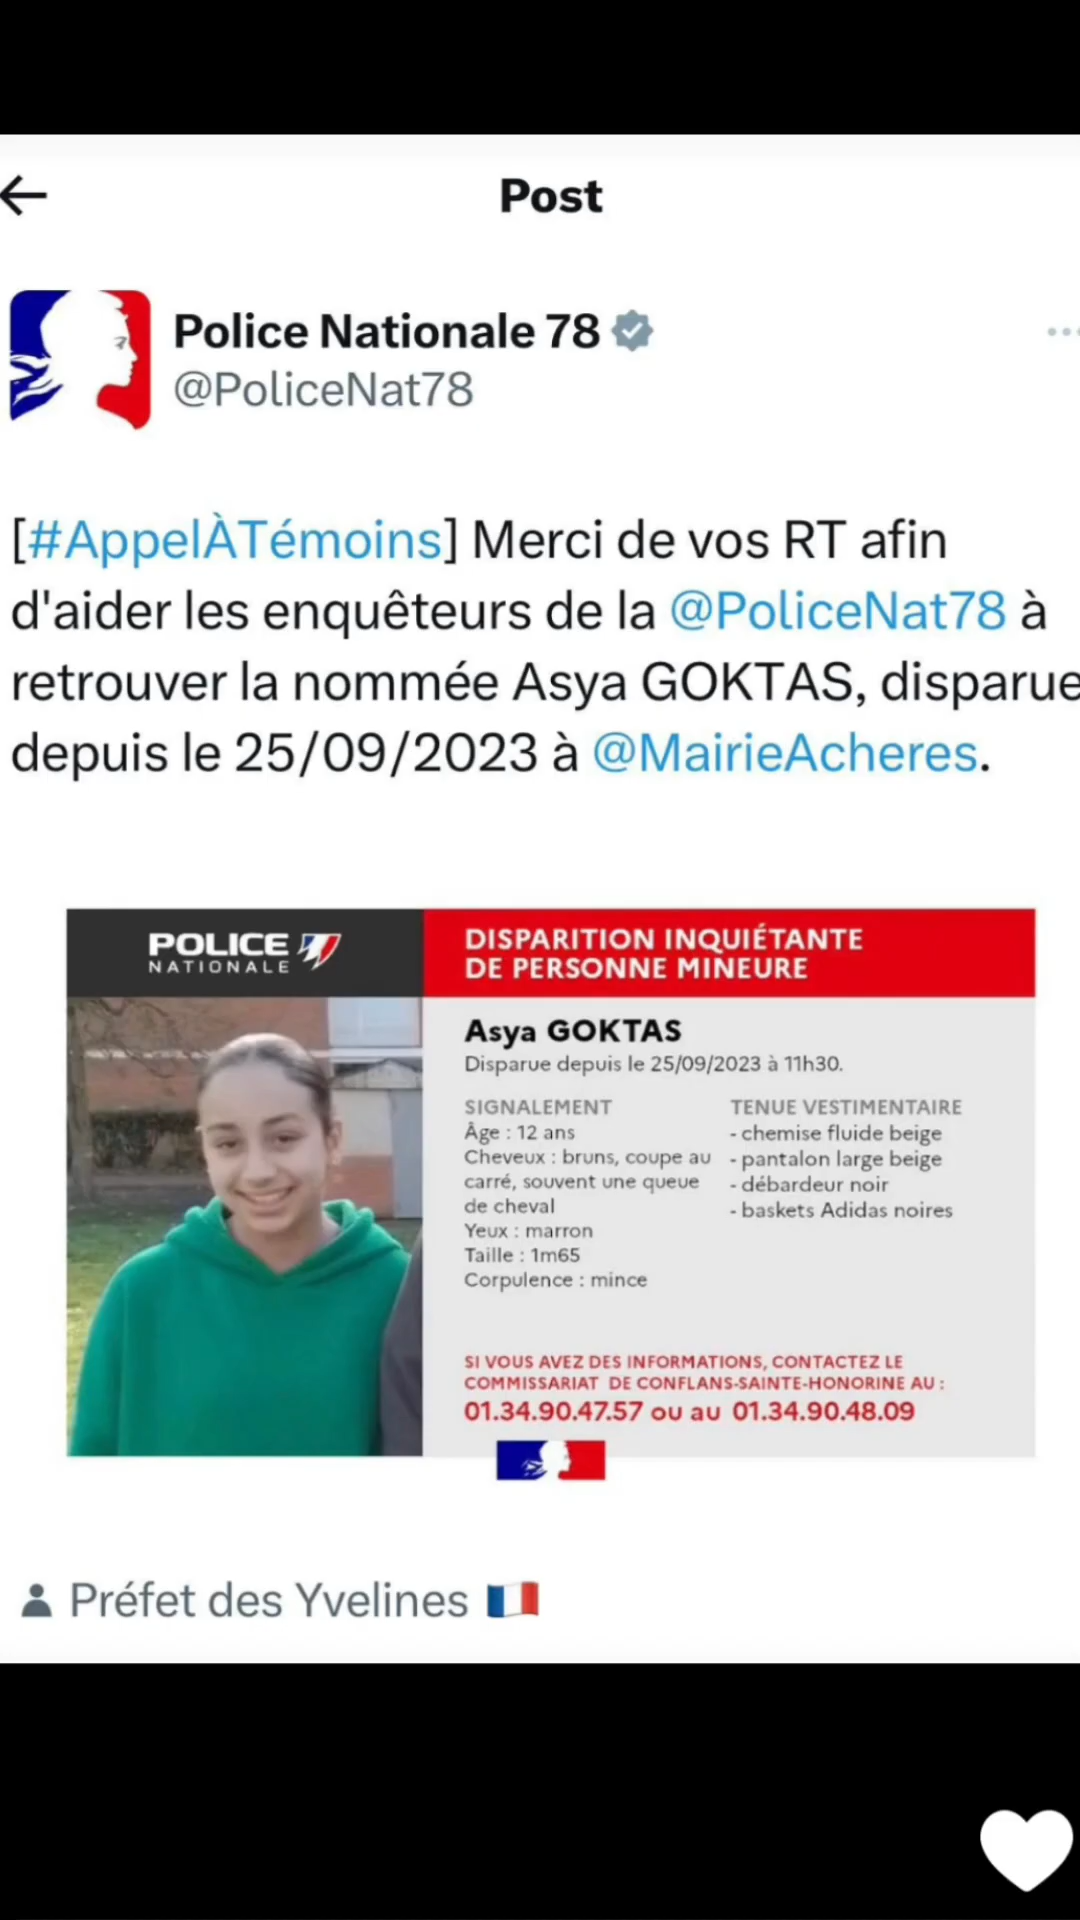 Post
Police Nationale 78
@PoliceNat78
[#AppelÀTémoins] Merci de vos RT afin
d'aider les enquêteurs de la @PoliceNat78 à
retrouver la nommée Asya GOKTAS, disparue
depuis le 25/09/2023 à @MairieAcheres.
POLICE
NATIONALE
DISPARITION INQUIÉTANTE
DE PERSONNE MINEURE
Asya GOKTAS
Disparue depuis le 25/09/2023 à 11h30.
SIGNALEMENT
Âge : 12 ans
Cheveux : bruns, coupe au
carré, souvent une queue
de cheval
Yeux : marron
Taille : 1m65
Corpulence : mince
TENUE VESTIMENTAIRE
- chemise fluide beige
- pantalon large beige
- débardeur noir
- baskets Adidas noires
SI VOUS AVEZ DES INFORMATIONS, CONTACTEZ LE
COMMISSARIAT DE CONFLANS-SAINTE-HONORINE AU :
01.34.90.47.57 ou au 01.34.90.48.09
Préfet des Yvelines